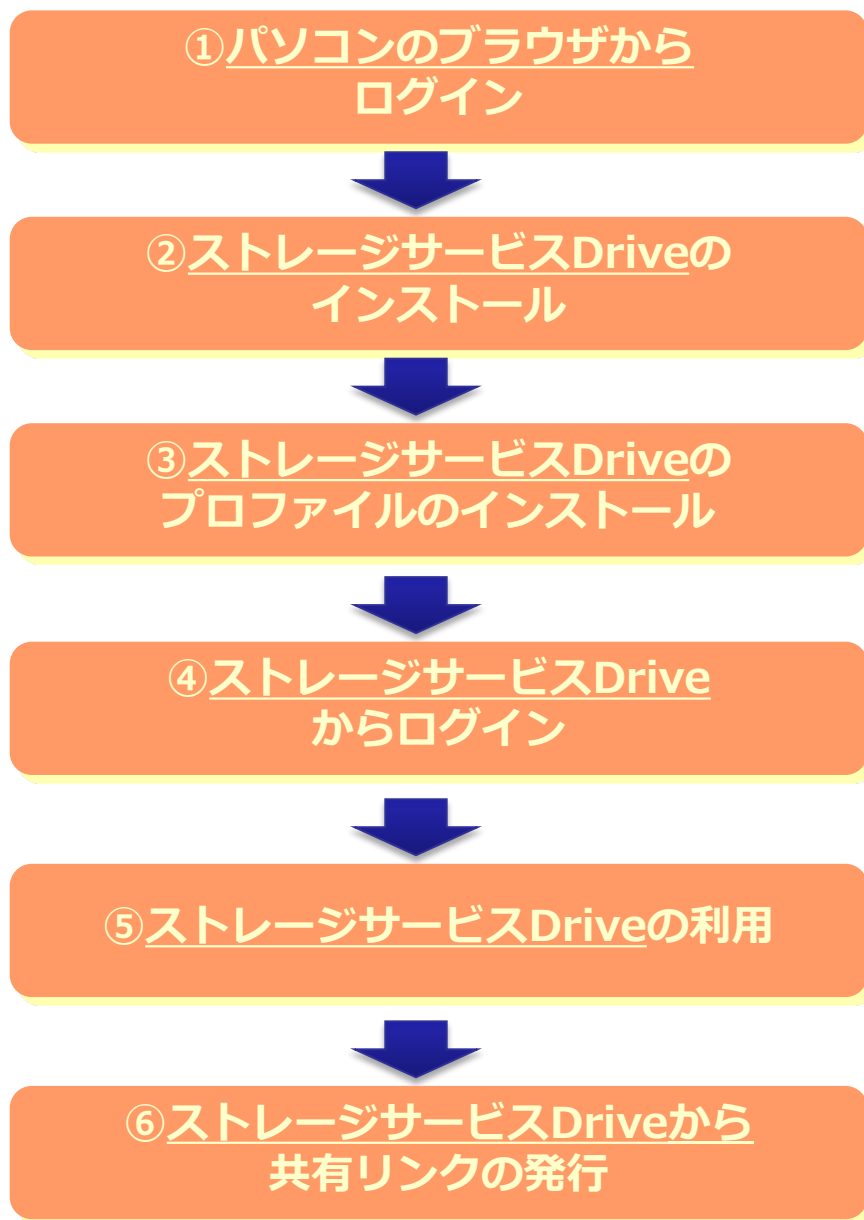 ①パソコンのブラウザから
ログイン
②ストレージサービスDriveの
インストール
③ストレージサービスDriveの
プロファイルのインストール
④ストレージサービスDrive
からログイン
⑤ストレージサービスDriveの利用
⑥ストレージサービスDriveから
共有リンクの発行